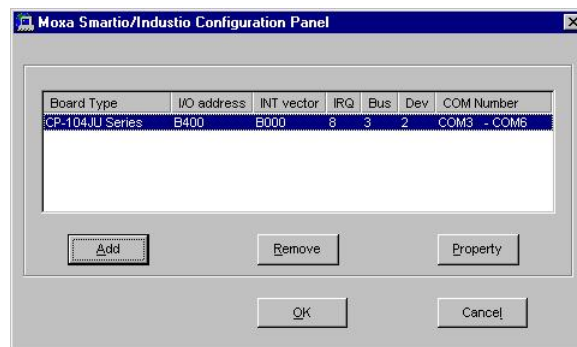 Moxa Smartio/Industio Configuration Panel
Board Type I/O address INT vector IRQ Bus Dev COM Number
CP-104JU Series B400 B000 8 3 2 COM3 - COM6
Add Remove Property
OK Cancel